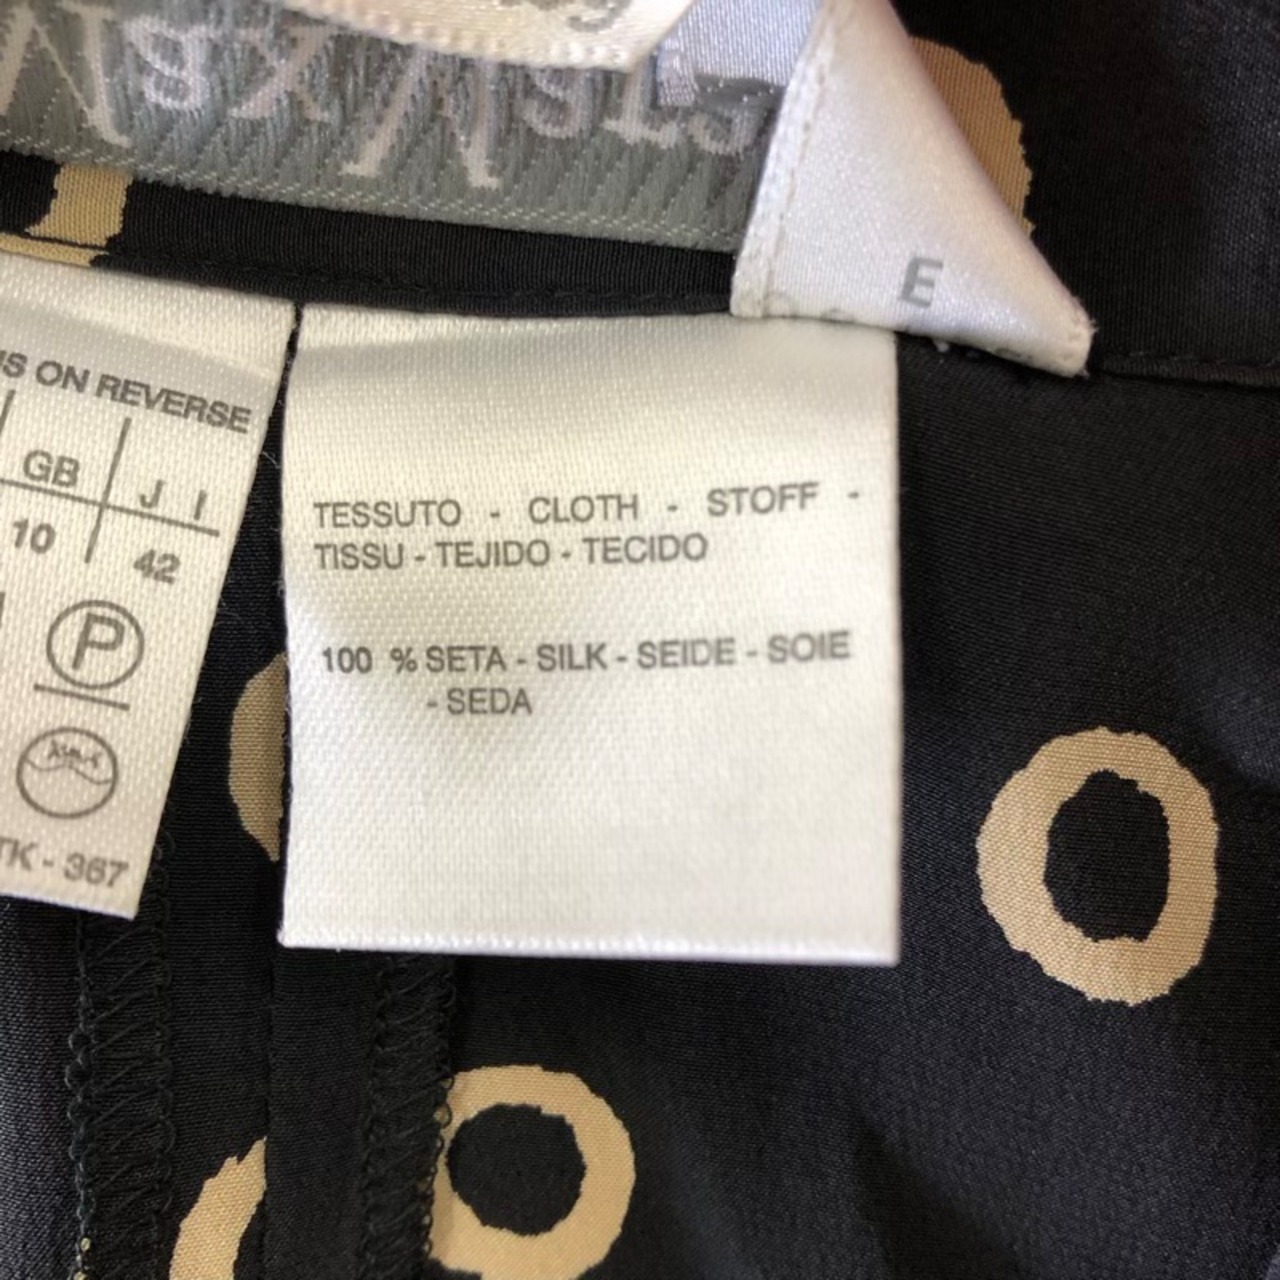 E
S ON REVERSE
GB J I
10 42
P
TK - 367
TESSUTO - CLOTH - STOFF -
TISSU - TEJIDO - TECIDO
100 % SETA - SILK - SEIDE - SOIE
- SEDA